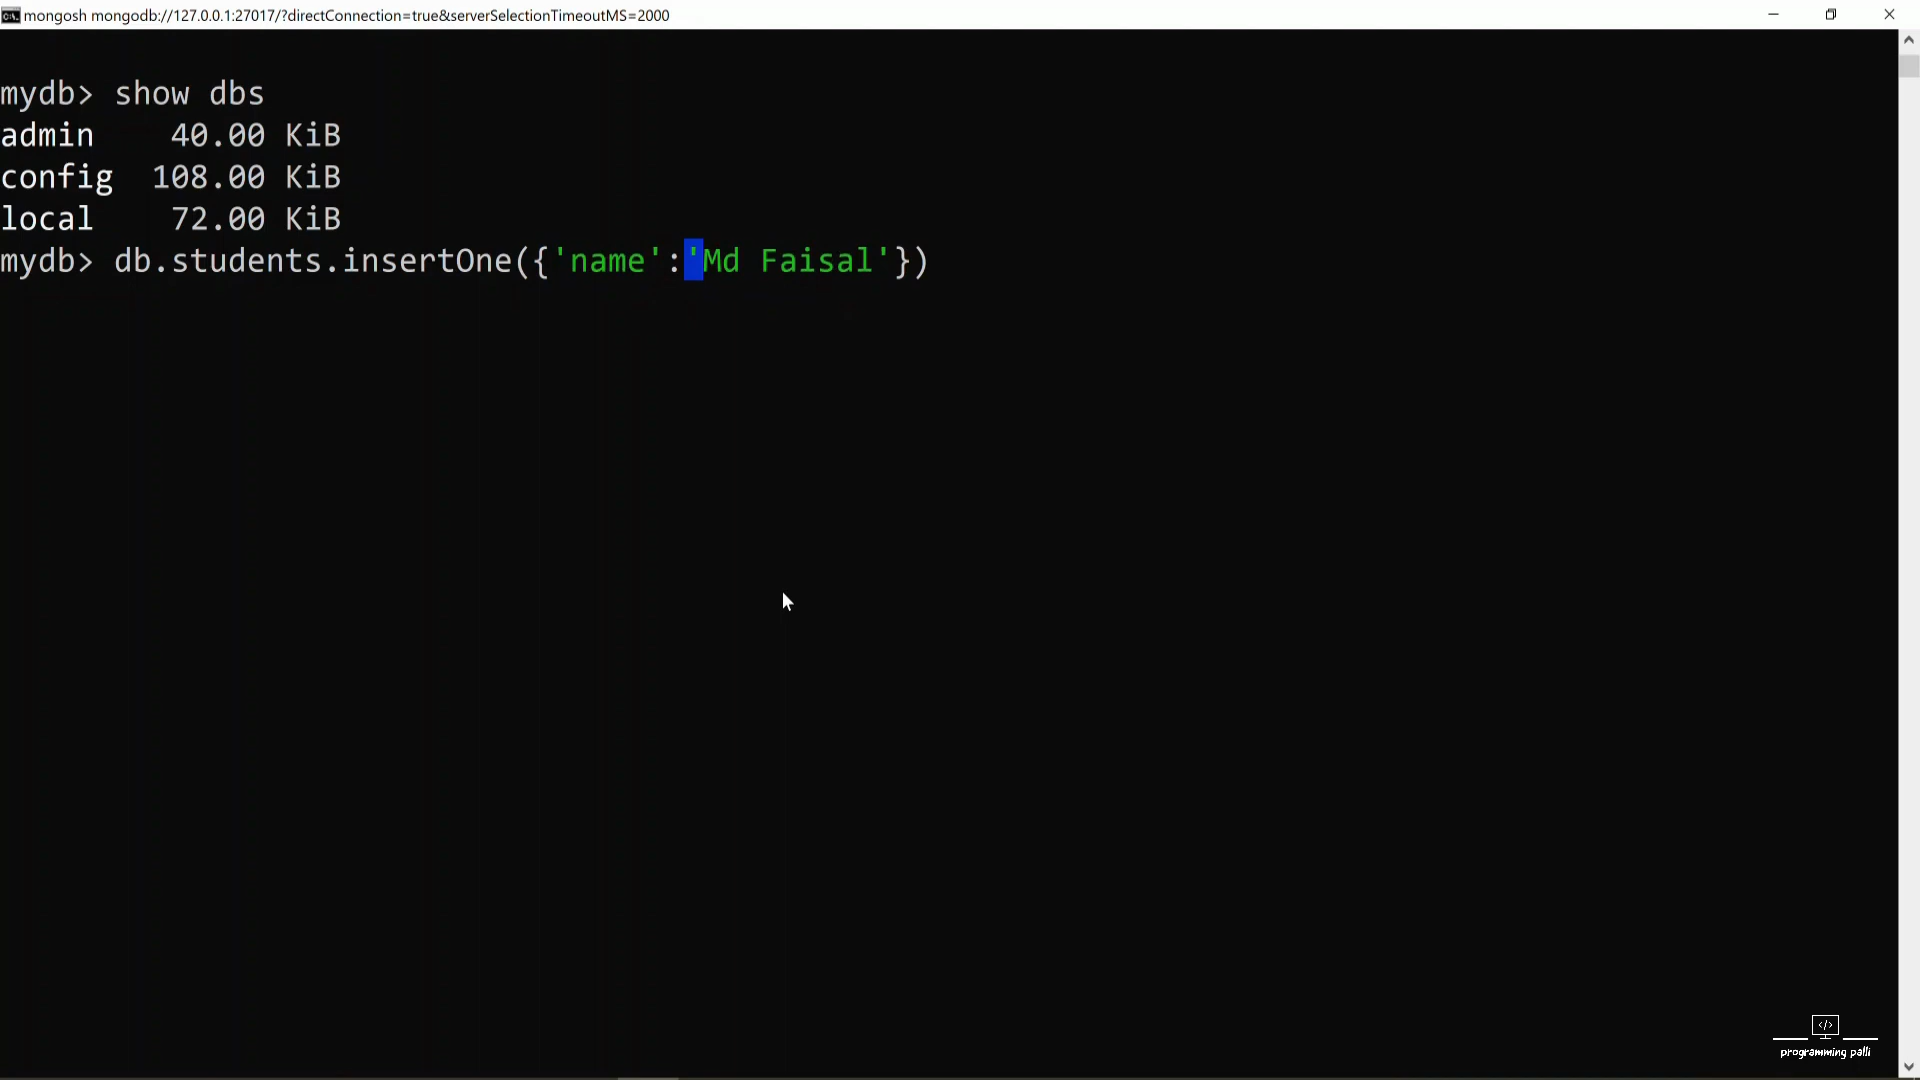 mongosh mongodb://127.0.0.1:27017/?directConnection=true&serverSelectionTimeoutMS=2000
mydb> show dbs
admin    40.00 KiB
config  108.00 KiB
local    72.00 KiB
mydb> db.students.insertOne({'name':'Md Faisal'})
</>
programming palli